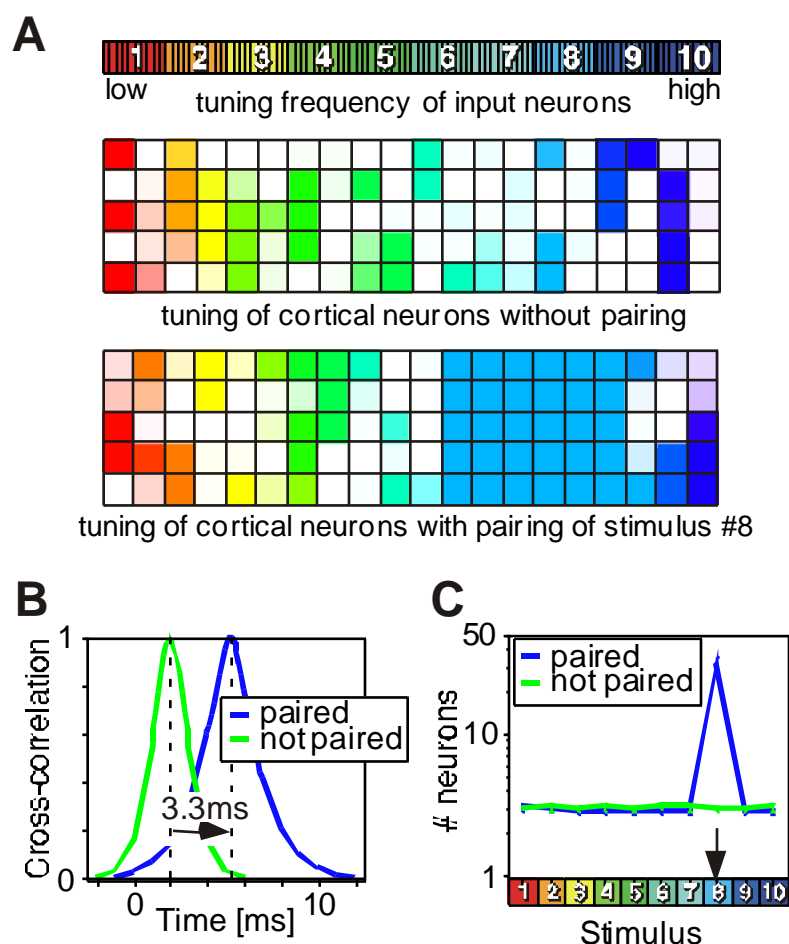 A
1 2 3 4 5 6 7 8 9 10
low high
tuning frequency of input neurons
tuning of cortical neurons without pairing
tuning of cortical neurons with pairing of stimulus #8
B
1
Cross-correlation
paired
not paired
3.3ms
0
0 10
Time [ms]
C
50
paired
not paired
10
# neurons
1
1 2 3 4 5 6 7 8 9 10
Stimulus